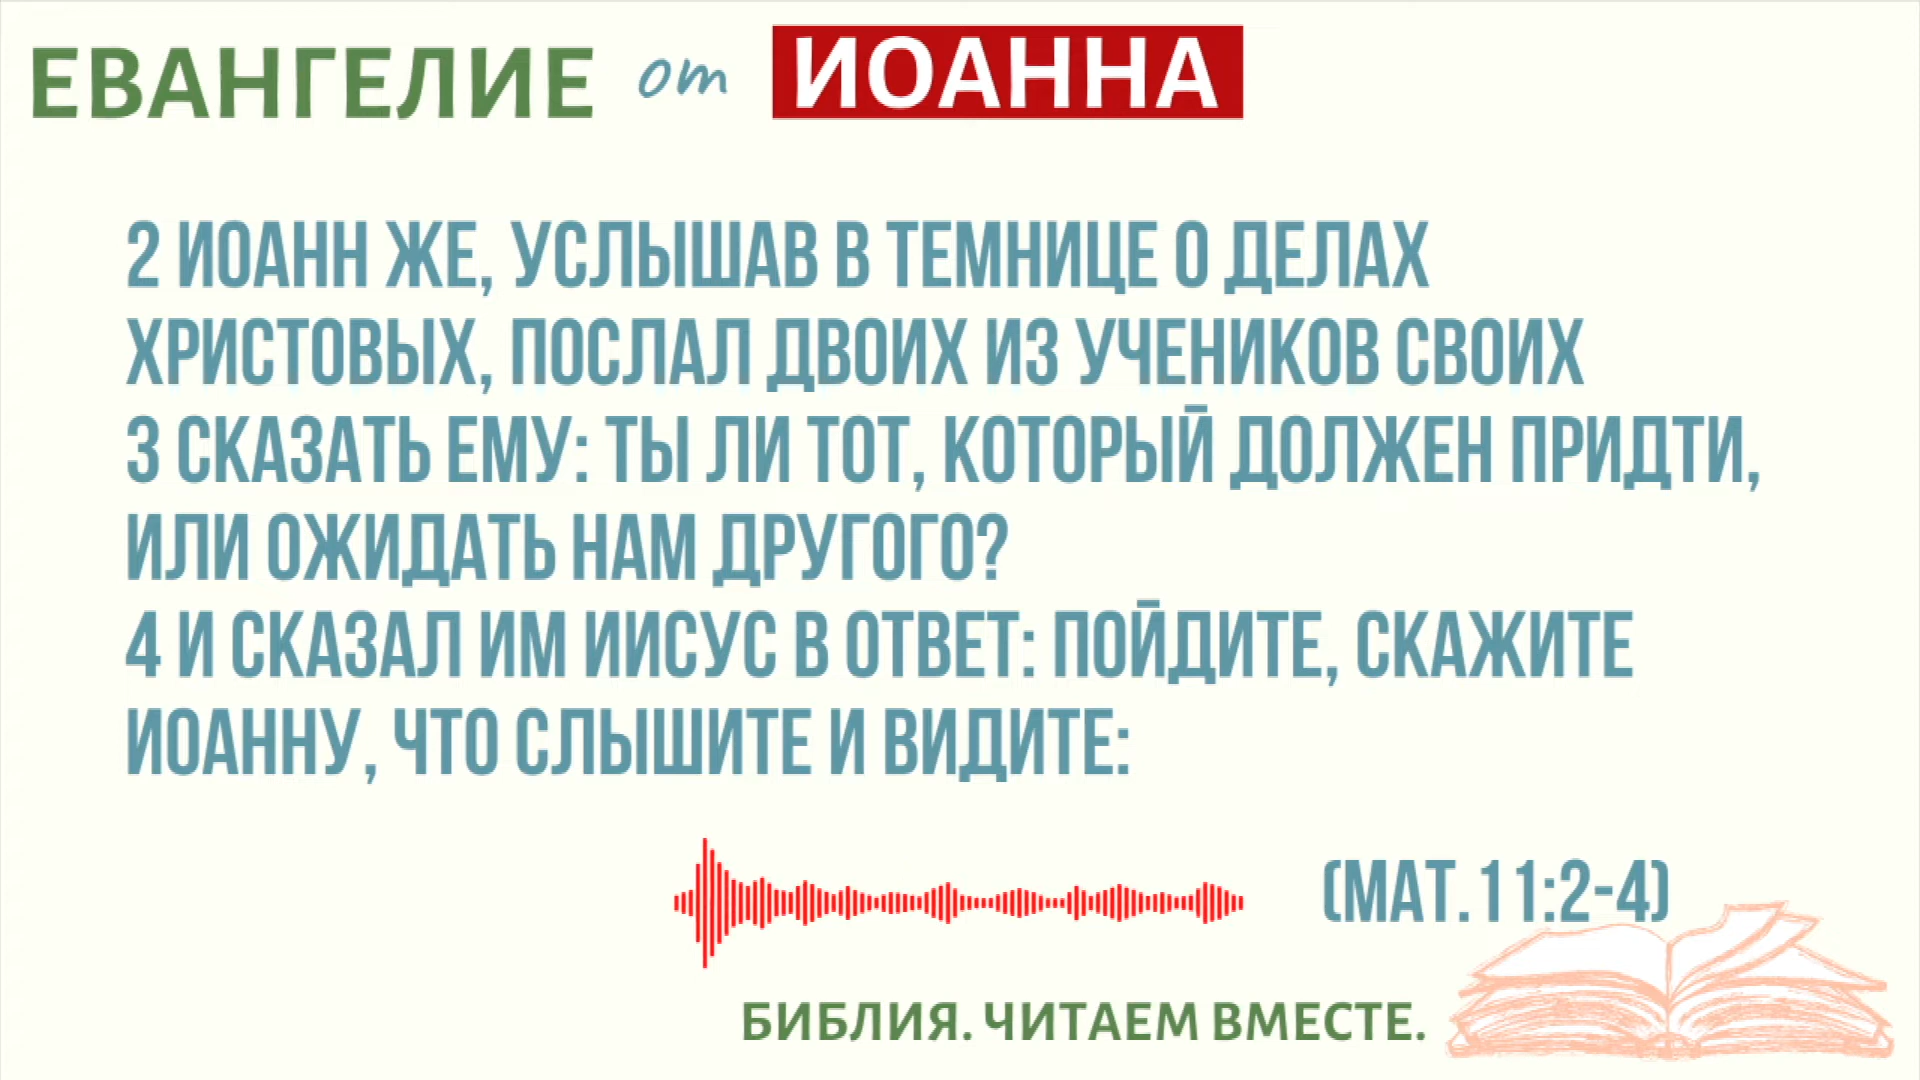 ЕВАНГЕЛИЕ от ИОАННА
2 ИОАНН ЖЕ, УСЛЫШАВ В ТЕМНИЦЕ О ДЕЛАХ
ХРИСТОВЫХ, ПОСЛАЛ ДВОИХ ИЗ УЧЕНИКОВ СВОИХ
3 СКАЗАТЬ ЕМУ: ТЫ ЛИ ТОТ, КОТОРЫЙ ДОЛЖЕН ПРИДТИ,
ИЛИ ОЖИДАТЬ НАМ ДРУГОГО?
4 И СКАЗАЛ ИМ ИИСУС В ОТВЕТ: ПОЙДИТЕ, СКАЖИТЕ
ИОАННУ, ЧТО СЛЫШИТЕ И ВИДИТЕ:
(МАТ.11:2-4)
БИБЛИЯ. ЧИТАЕМ ВМЕСТЕ.